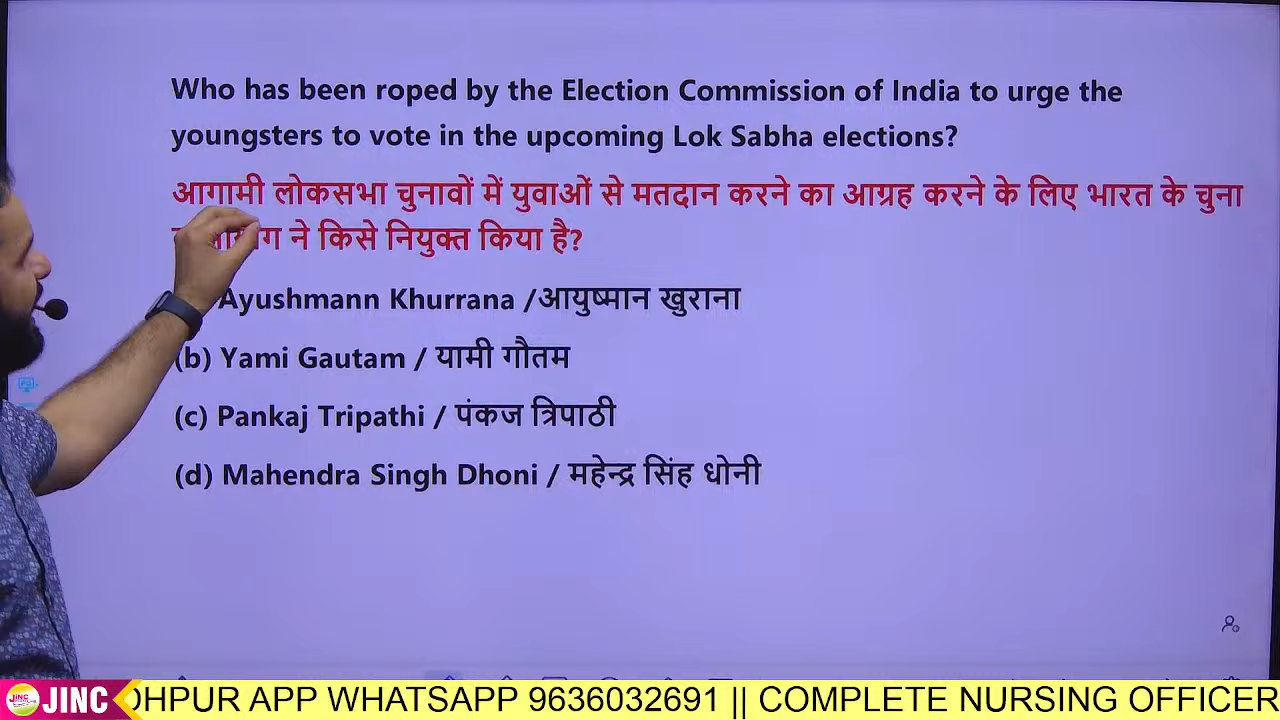 Who has been roped by the Election Commission of India to urge the
youngsters to vote in the upcoming Lok Sabha elections?
आगामी लोकसभा चुनावों में युवाओं से मतदान करने का आग्रह करने के लिए भारत के चुना
ने किसे नियुक्त किया है?
Ayushmann Khurrana /आयुष्मान खुराना
(b) Yami Gautam / यामी गौतम
(c) Pankaj Tripathi / पंकज त्रिपाठी
(d) Mahendra Singh Dhoni / महेन्द्र सिंह धोनी
JINC DHPUR APP WHATSAPP 9636032691 || COMPLETE NURSING OFFICER